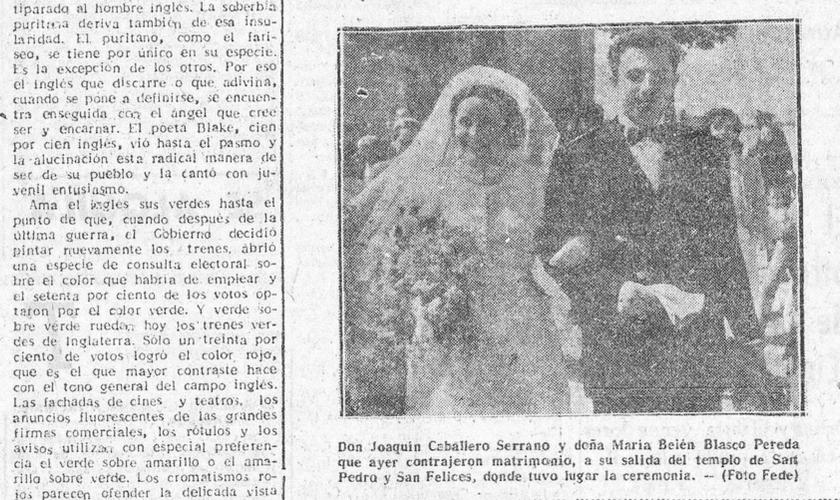 tiparado al hombre inglés. La soberbia
puritana deriva también de esa insu-
laridad. El puritano, como el fari-
seo, se tiene por único en su especie.
Es la excepción de los otros. Por eso
el inglés que discurre o que adivina,
cuando se pone a definirse, se encuen-
tra enseguida con el ángel que cree
ser y encarnar. El poeta Blake, cien
por cien inglés, vió hasta el pasmo y
la alucinación esta radical manera de
ser de su pueblo y la cantó con ju-
venil entusiasmo.
Ama el inglés sus verdes hasta el
punto de que, cuando después de la
última guerra, el Gobierno decidió
pintar nuevamente los trenes, abrió
una especie de consulta electoral so-
bre el color que habría de emplear y
el setenta por ciento de los votos op-
taron por el color verde. Y verde so-
bre verde ruedan hoy los trenes ver-
des de Inglaterra. Sólo un treinta por
ciento de votos logró el color rojo,
que es el que mayor contraste hace
con el tono general del campo inglés.
Las fachadas de cines y teatros, los
anuncios fluorescentes de las grandes
firmas comerciales, los rótulos y los
avisos utilizan con especial preferen-
cia el verde sobre amarillo o el ama-
rillo sobre verde. Los cromatismos ro-
jos parecen ofender la delicada vista
Don Joaquín Caballero Serrano y doña María Belén Blasco Pereda
que ayer contrajeron matrimonio, a su salida del templo de San
Pedro y San Felices, donde tuvo lugar la ceremonia. — (Foto Fede)